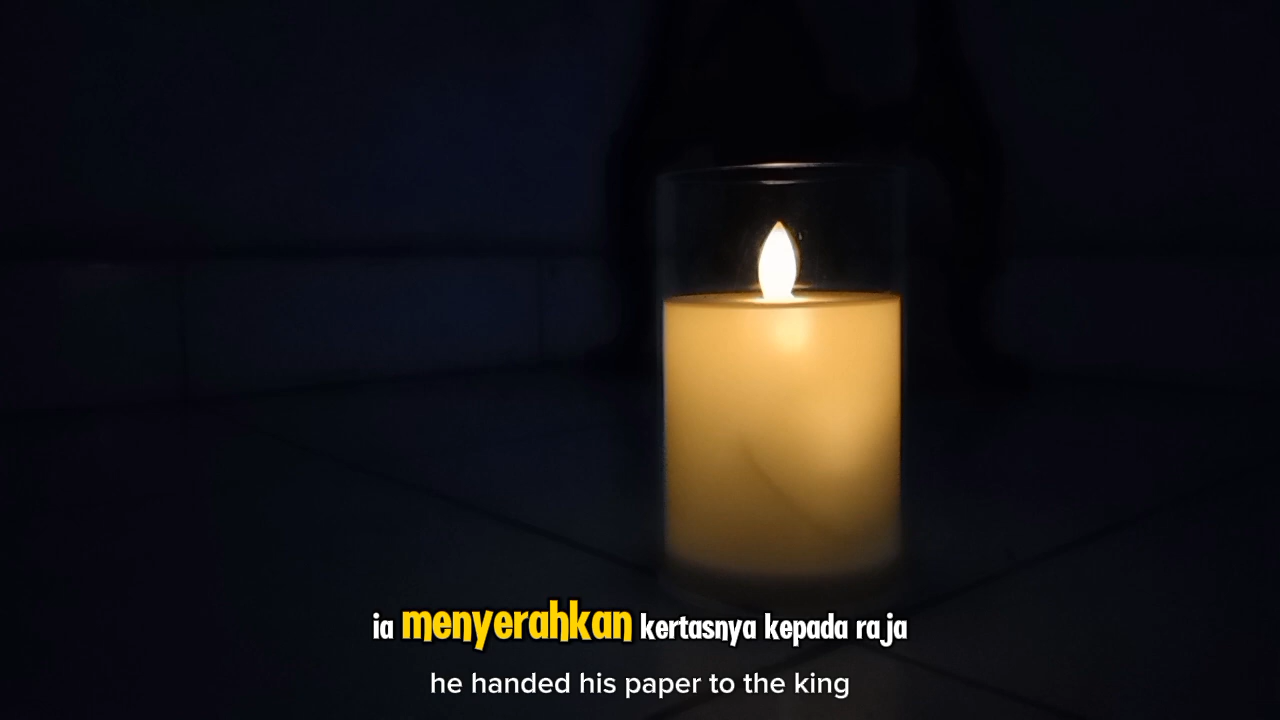 ia menyerahkan kertasnya kepada raja
he handed his paper to the king